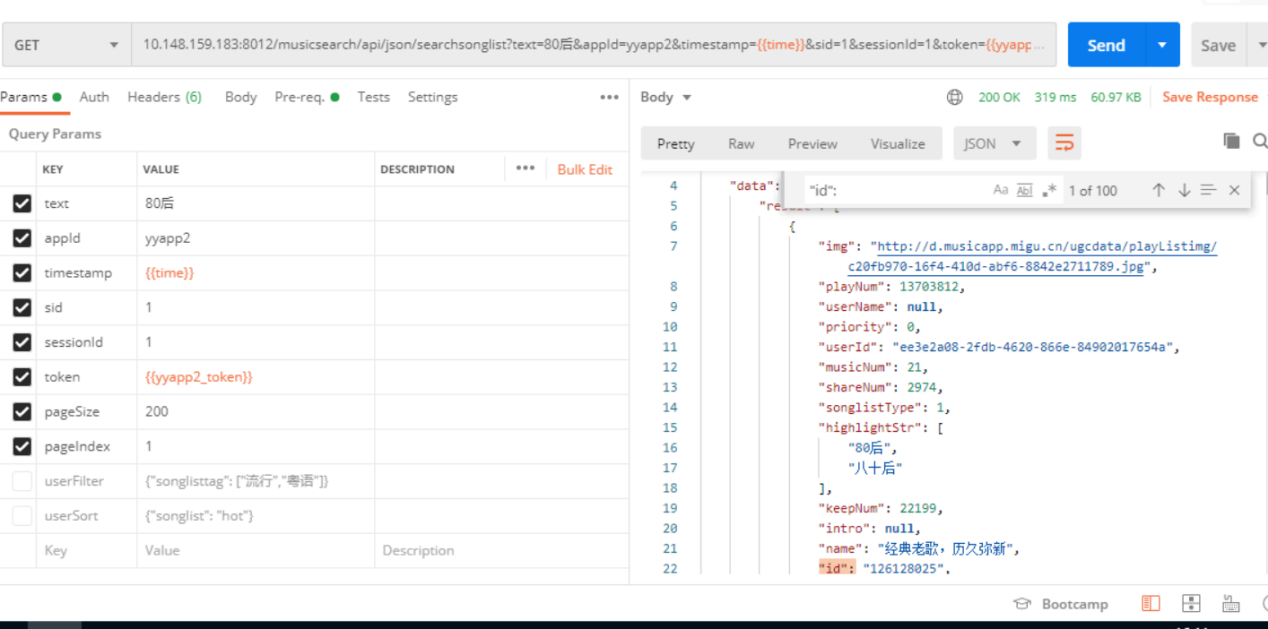 GET 10.148.159.183:8012/musicsearch/api/json/searchsonglist?text=80后&appId=yyapp2&timestamp={{time}}&sid=1&sessionId=1&token={{yyapp... Send Save
Params Auth Headers (6) Body Pre-req. Tests Settings
Query Params
KEY VALUE DESCRIPTION Bulk Edit
text 80后
appId yyapp2
timestamp {{time}}
sid 1
sessionId 1
token {{yyapp2_token}}
pageSize 200
pageIndex 1
userFilter {"songlisttag": ["流行","粤语"]}
userSort {"songlist": "hot"}
Key Value Description
Body 200 OK 319 ms 60.97 KB Save Response
Pretty Raw Preview Visualize JSON
"id": Aa Abl .* 1 of 100
4 "data":
5
6 {
7 "img": "http://d.musicapp.migu.cn/ugcdata/playListimg/
c20fb970-16f4-410d-abf6-8842e2711789.jpg",
8 "playNum": 13703812,
9 "userName": null,
10 "priority": 0,
11 "userId": "ee3e2a08-2fdb-4620-866e-84902017654a",
12 "musicNum": 21,
13 "shareNum": 2974,
14 "songlistType": 1,
15 "highlightStr": [
16 "80后",
17 "八十后"
18 ],
19 "keepNum": 22199,
20 "intro": null,
21 "name": "经典老歌，历久弥新",
22 "id": "126128025",
Bootcamp